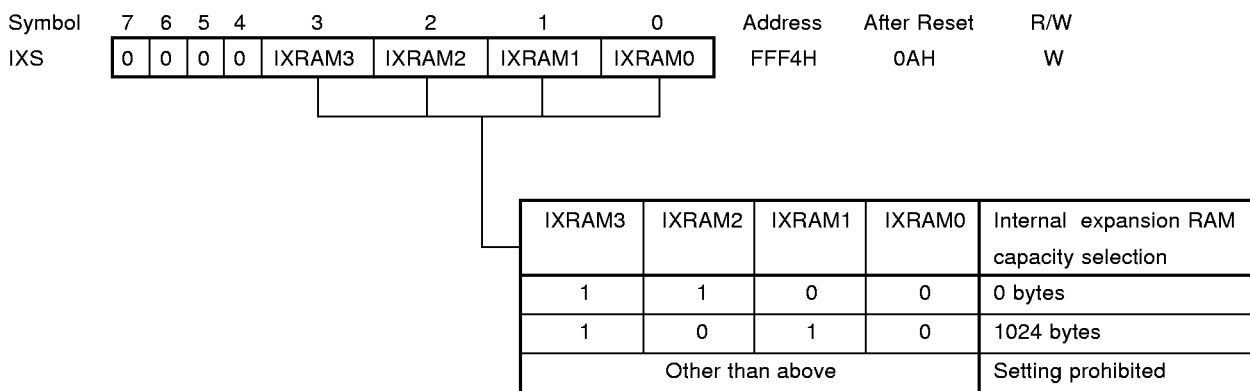 Symbol 7 6 5 4 3 2 1 0 Address After Reset R/W
IXS 0 0 0 0 IXRAM3 IXRAM2 IXRAM1 IXRAM0 FFF4H 0AH W
IXRAM3 IXRAM2 IXRAM1 IXRAM0 Internal expansion RAM
capacity selection
1 1 0 0 0 bytes
1 0 1 0 1024 bytes
Other than above Setting prohibited